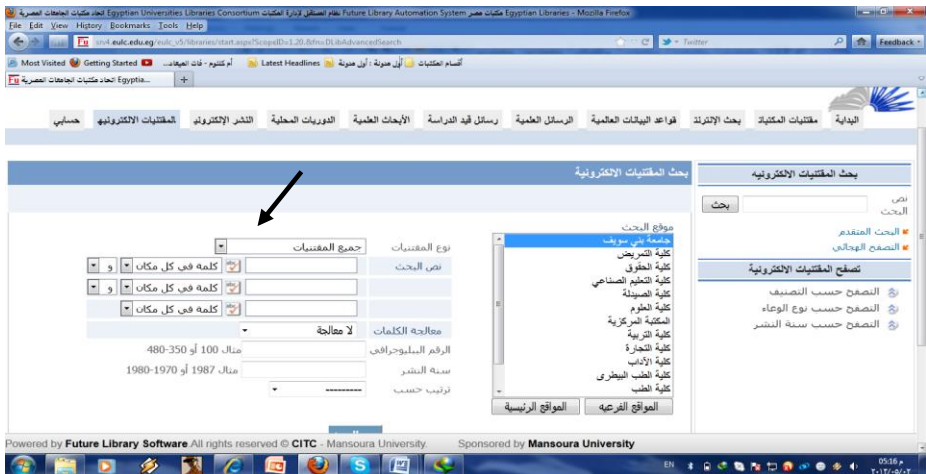 نظام المستقبل لإدارة المكتبات Future Library Automation System مكتبات مصر Egyptian Libraries - Mozilla Firefox اتحاد مكتبات الجامعات المصرية Egyptian Universities Libraries Consortium
File Edit View History Bookmarks Tools Help
srv4.eulc.edu.eg/eulc_v5/libraries/start.aspx?ScopeID=1.20.&fn=DLibAdvancedSearch
Twitter
Feedback
Most Visited Getting Started أم كلثوم - فات الميعاد... Latest Headlines أول مدونة : أول مدونة أقسام المكتبات
اتحاد مكتبات الجامعات المصرية Egyptia...
البداية مقتنيات المكتبات بحث الإنترنت قواعد البيانات العالمية الرسائل العلمية رسائل قيد الدراسة الأبحاث العلمية الدوريات المحلية النشر الإلكترونى المقتنيات الالكترونيه حسابي
بحث المقتنيات الالكترونيه
نص البحث
بحث
البحث المتقدم
التصفح الهجائى
تصفح المقتنيات الالكترونية
التصفح حسب التصنيف
التصفح حسب نوع الوعاء
التصفح حسب سنة النشر
بحث المقتنيات الالكترونية
موقع البحث
جامعة بني سويف
كلية التمريض
كلية الحقوق
كلية التعليم الصناعي
كلية الصيدلة
كلية العلوم
المكتبة المركزية
كلية التربية
كلية التجارة
كلية الآداب
كلية الطب البيطرى
كلية الطب
المواقع الرئيسية المواقع الفرعيه
نوع المقتنيات جميع المقتنيات
نص البحث كلمة في كل مكان و
كلمة في كل مكان و
كلمة في كل مكان
معالجة الكلمات لا معالجة
الرقم الببليوجرافى مثال 100 أو 350-480
سنة النشر مثال 1987 أو 1970-1980
ترتيب حسب ---------
Powered by Future Library Software All rights reserved © CITC - Mansoura University. Sponsored by Mansoura University
EN
05:16 م